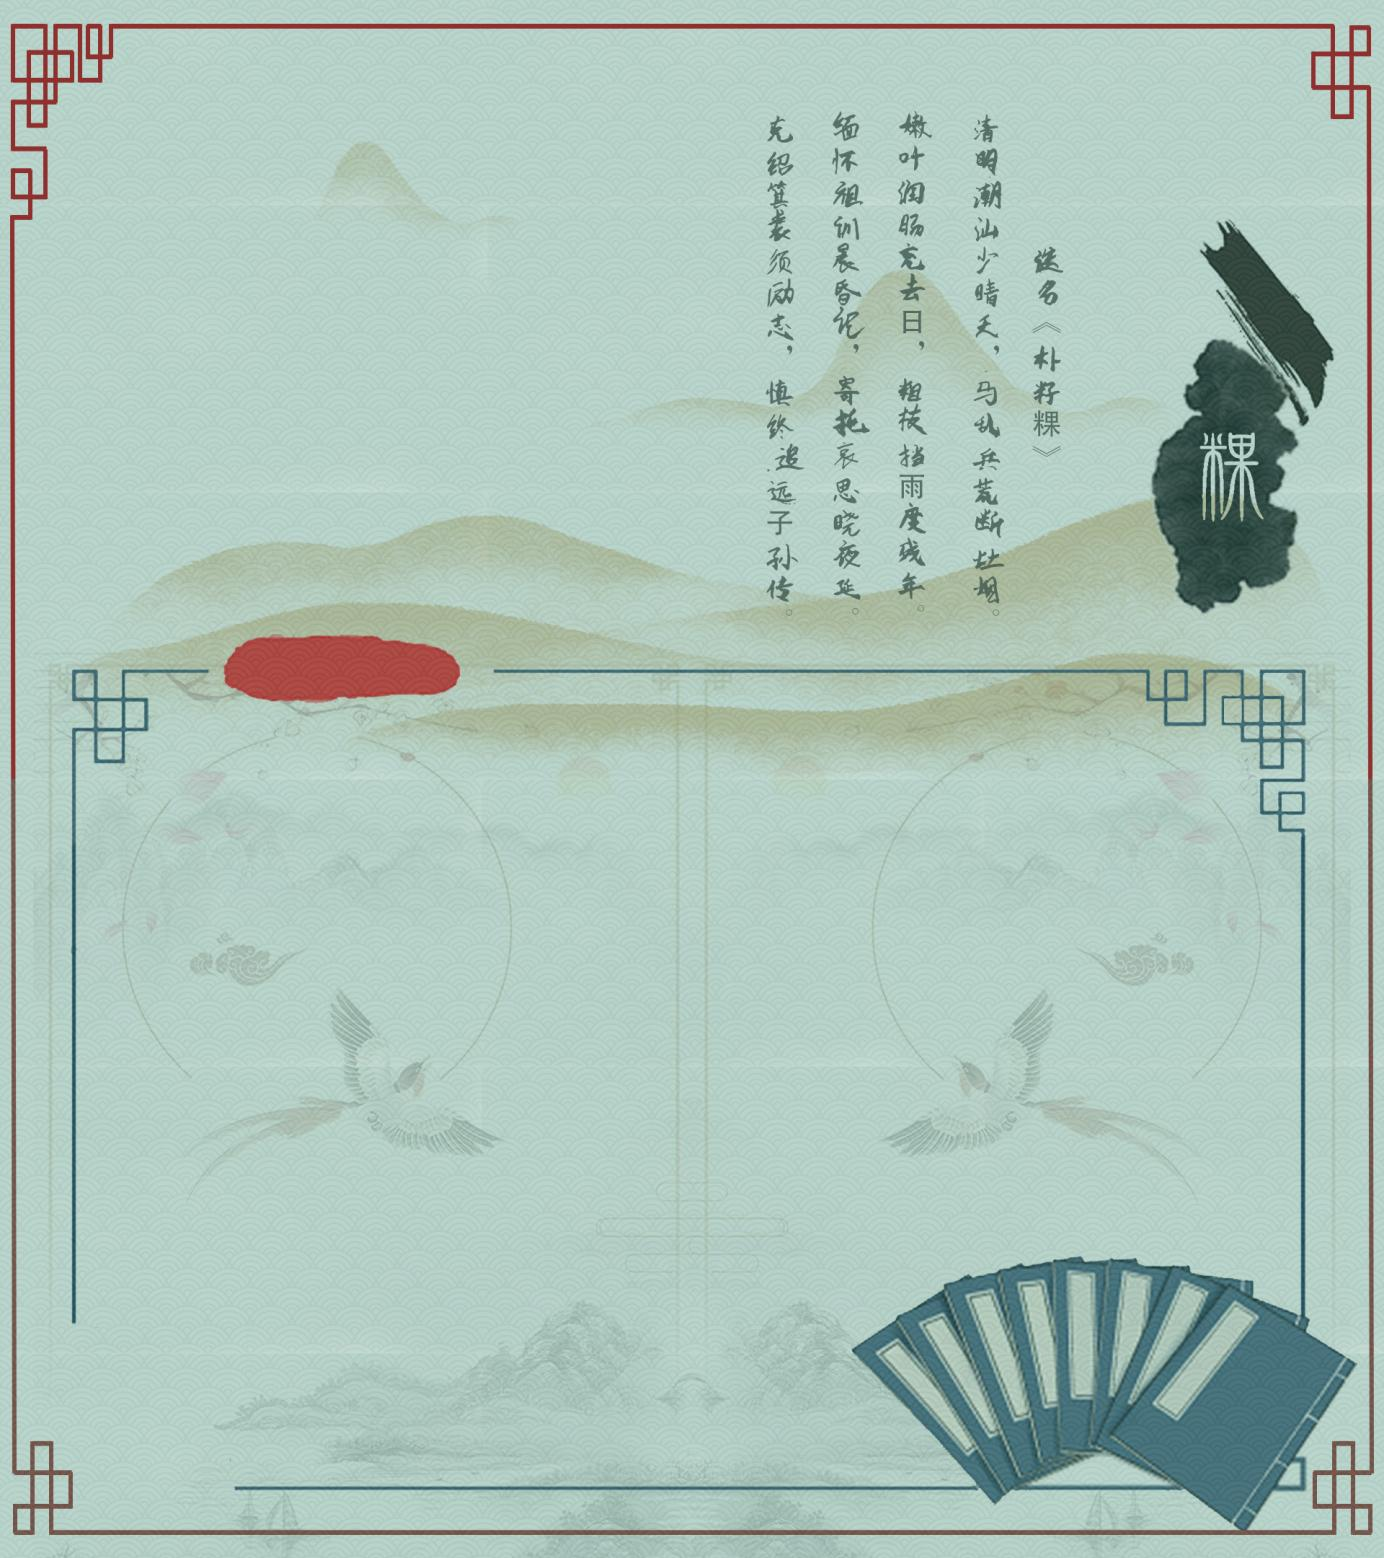 粿
迭名《朴籽粿》
清明潮汕少晴天，马乱兵荒断灶烟。
嫩叶润肠充去日，粗枝挡雨度残年。
缅怀祖训晨昏记，寄托哀思晓夜延。
克绍箕裘须励志，慎终追远子孙传。